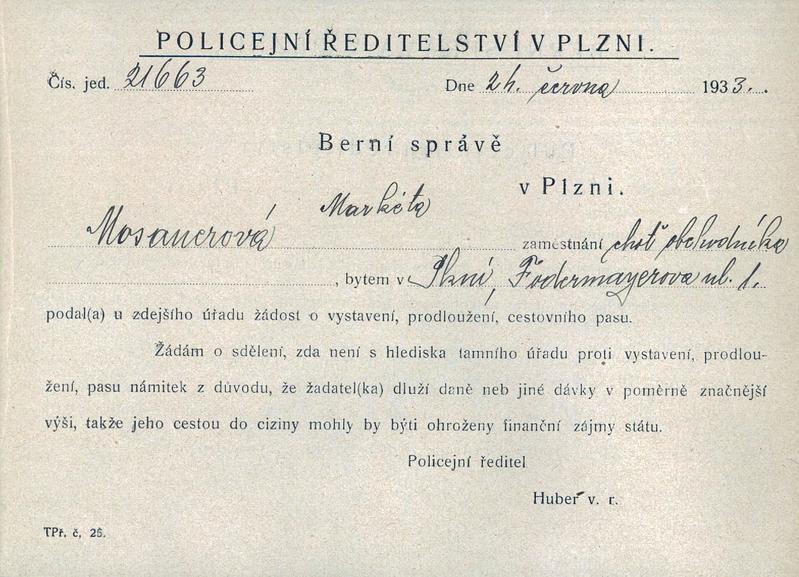 POLICEJNÍ ŘEDITELSTVÍ V PLZNI.
Čís. jed. 21663 Dne 24. června 1933.
Berní správě
v Plzni.
Markéta
Mosauerová zaměstnání choť obchodníka
, bytem v Plzni, Fodermayerova ul. 1.
podal(a) u zdejšího úřadu žádost o vystavení, prodloužení, cestovního pasu.
Žádám o sdělení, zda není s hlediska tamního úřadu proti vystavení, prodlou-
žení, pasu námitek z důvodu, že žadatel(ka) dluží daně neb jiné dávky v poměrně značnější
výši, takže jeho cestou do ciziny mohly by býti ohroženy finanční zájmy státu.
Policejní ředitel
Huber v. r.
TPř. č. 25.